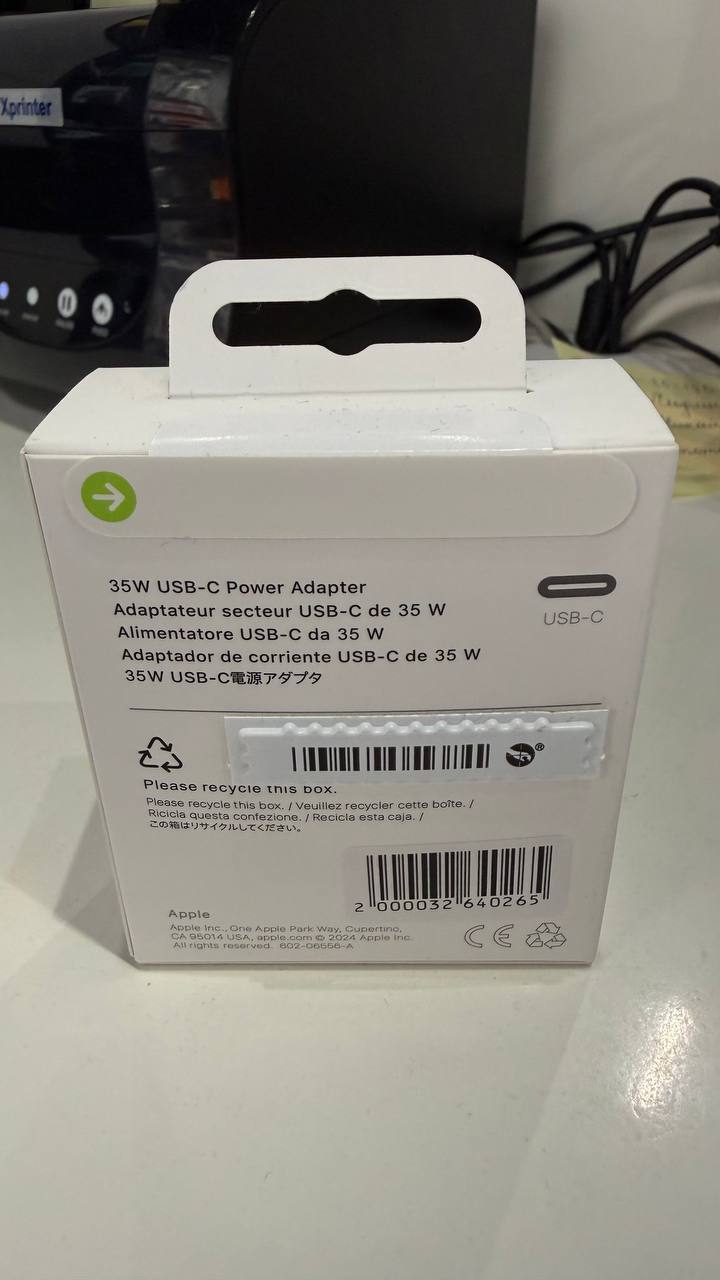 Xprinter
35W USB-C Power Adapter
Adaptateur secteur USB-C de 35 W
Alimentatore USB-C da 35 W
Adaptador de corriente USB-C de 35 W
35W USB-C電源アダプタ
USB-C
®
Please recycle this box.
Please recycle this box. / Veuillez recycler cette boîte. /
Ricicla questa confezione. / Recicla esta caja. /
この箱はリサイクルしてください。
2 000032 640265
Apple
Apple Inc., One Apple Park Way, Cupertino,
CA 95014 USA, apple.com © 2024 Apple Inc.
All rights reserved. 602-06556-A
CE